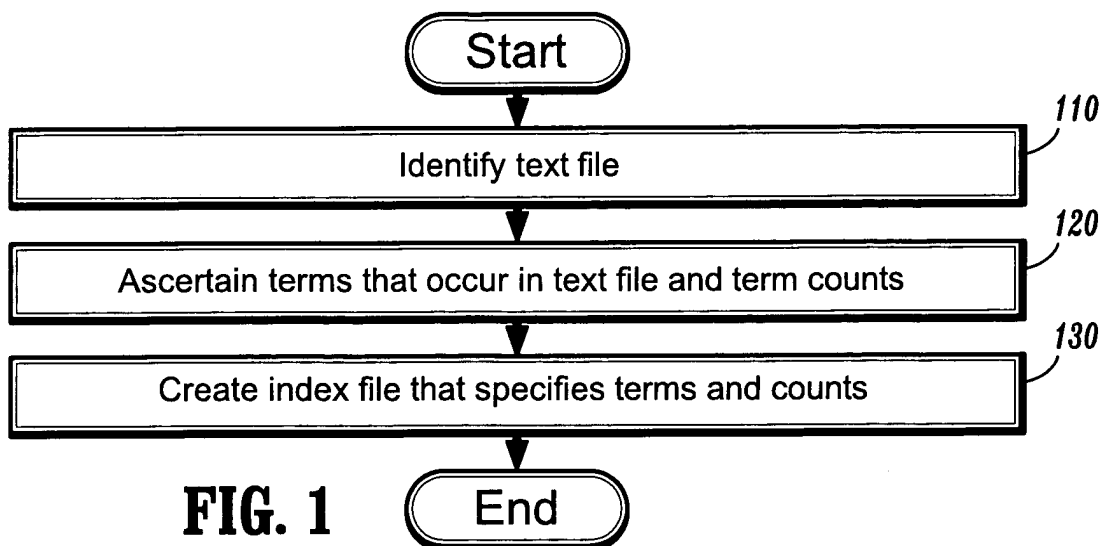 Start
110
Identify text file
120
Ascertain terms that occur in text file and term counts
130
Create index file that specifies terms and counts
FIG. 1
End